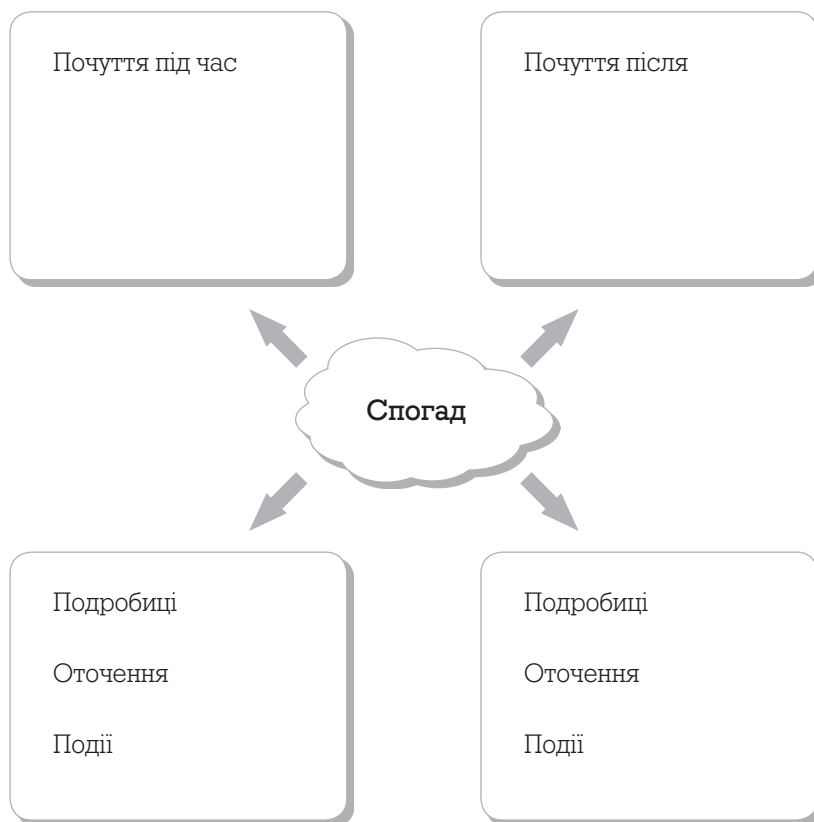 Почуття під час
Почуття після
Спогад
Подробиці
Оточення
Події
Подробиці
Оточення
Події